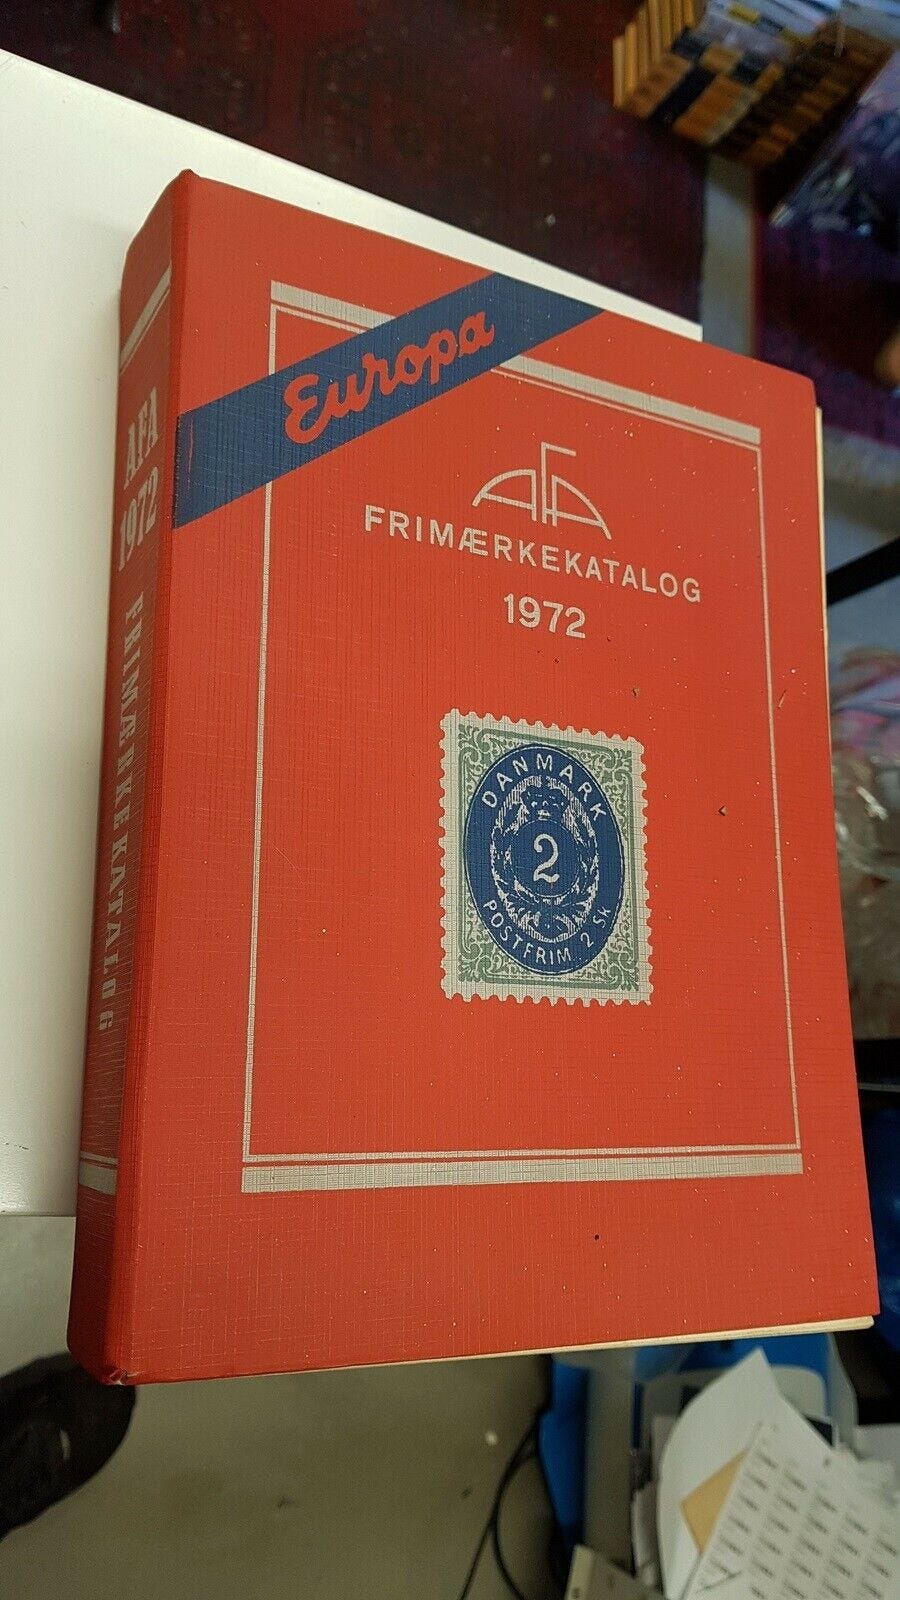 Europa
AFA
FRIMÆRKEKATALOG
1972
DANMARK
2
POSTFRIM. 2 Sk
AFA
1972
FRIMÆRKEKATALOG